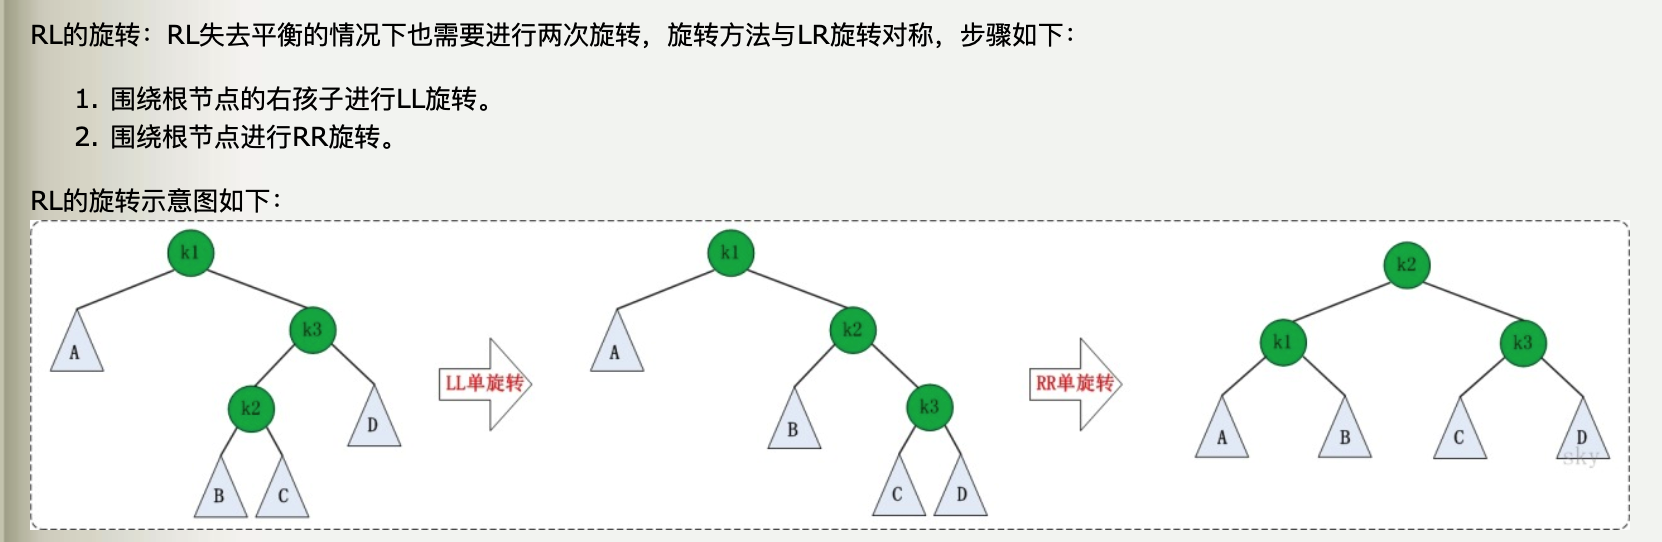 RL的旋转：RL失去平衡的情况下也需要进行两次旋转，旋转方法与LR旋转对称，步骤如下：
1. 围绕根节点的右孩子进行LL旋转。
2. 围绕根节点进行RR旋转。
RL的旋转示意图如下：
k1
A
k3
k2
D
B
C
LL单旋转
k1
A
k2
B
k3
C
D
RR单旋转
k2
k1
k3
A
B
C
D
sky